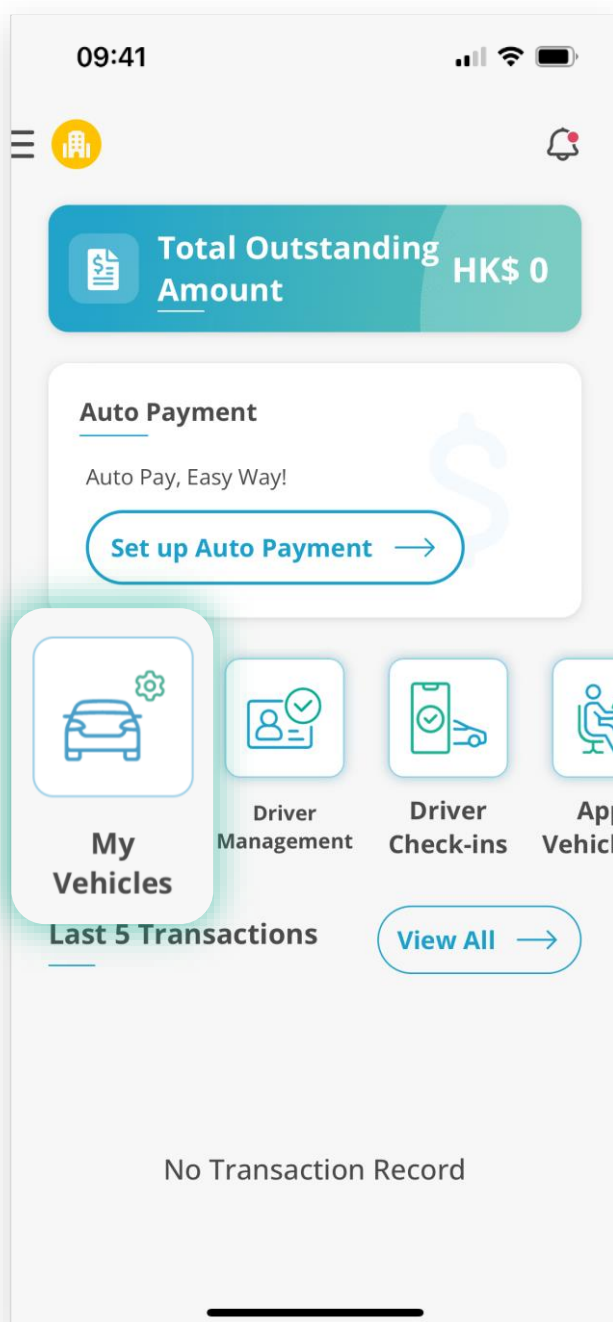 09:41
Total Outstanding
Amount
HK$ 0
Auto Payment
Auto Pay, Easy Way!
Set up Auto Payment
My
Vehicles
Driver
Management
Driver
Check-ins
Last 5 Transactions
View All
No Transaction Record